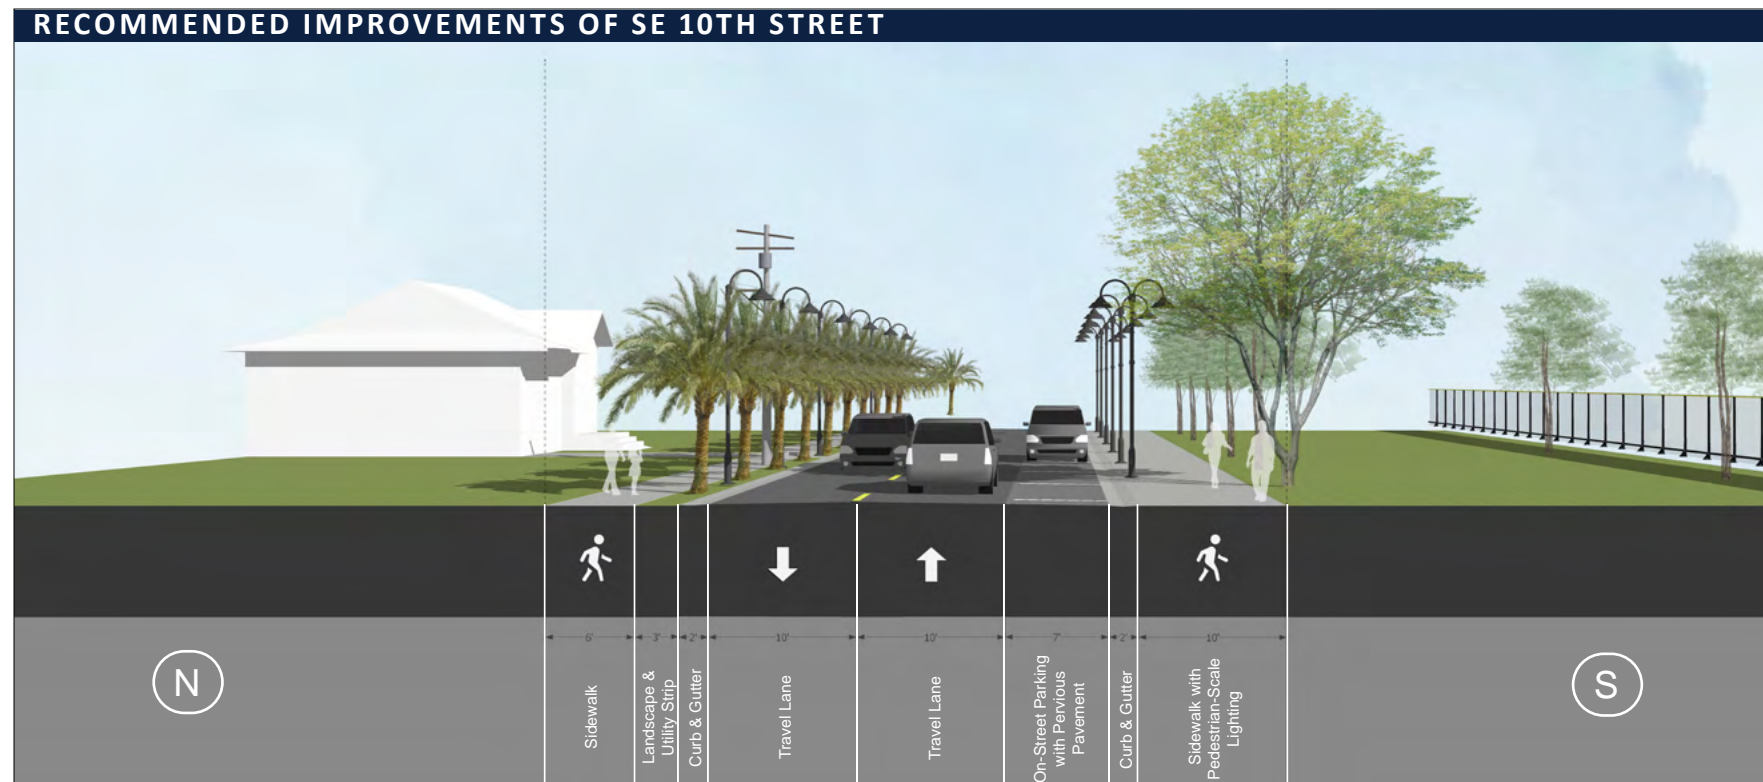 RECOMMENDED IMPROVEMENTS OF SE 10TH STREET
6'
3'
2'
10'
10'
7'
2'
10'
N
Sidewalk
Landscape &
Utility Strip
Curb & Gutter
Travel Lane
Travel Lane
On-Street Parking
with Pervious
Pavement
Curb & Gutter
Sidewalk with
Pedestrian-Scale
Lighting
S